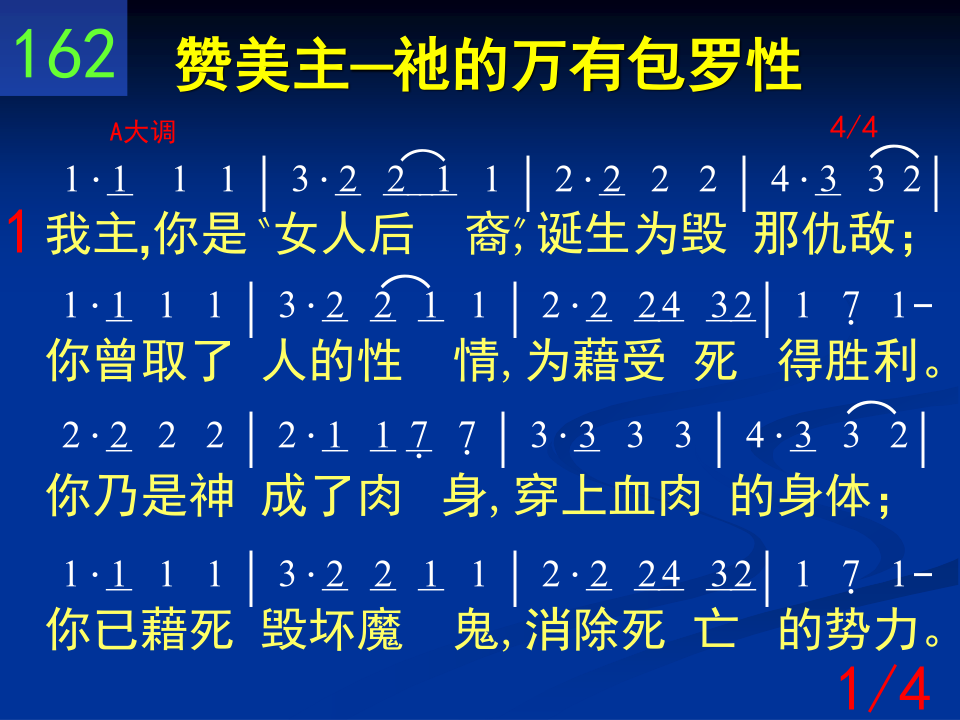 162
赞美主—祂的万有包罗性
A大调
4/4
1·1 1 1 | 3·2 2 1 1 | 2·2 2 2 | 4·3 3 2 |
1 我主,你是“女人后 裔”,诞生为毁 那仇敌；
1·1 1 1 | 3·2 2 1 1 | 2·2 24 32 | 1 7̣ 1-
你曾取了 人的性 情,为藉受 死 得胜利。
2·2 2 2 | 2·1 1 7̣ 7̣ | 3·3 3 3 | 4·3 3 2 |
你乃是神 成了肉 身,穿上血肉 的身体；
1·1 1 1 | 3·2 2 1 1 | 2·2 24 32 | 1 7̣ 1-
你已藉死 毁坏魔 鬼,消除死 亡 的势力。
1/4